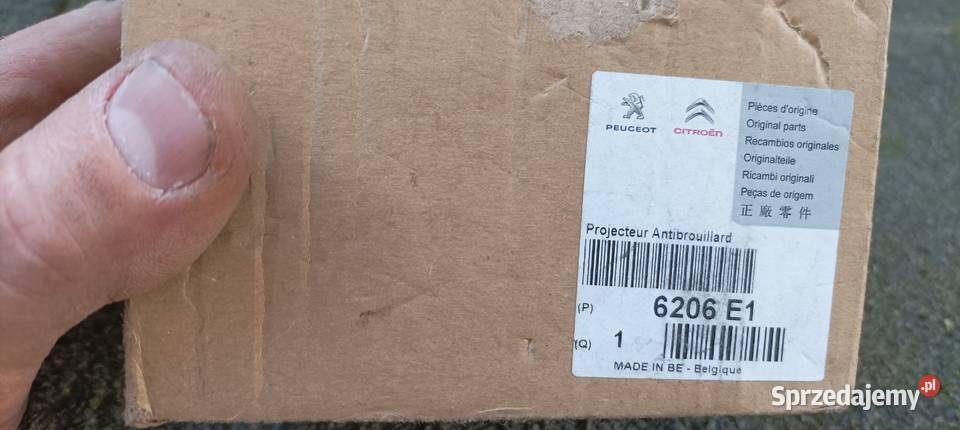 PEUGEOT
CITROËN
Pièces d'origine
Original parts
Recambios originales
Originalteile
Ricambi originali
Peças de origem
正廠零件
Projecteur Antibrouillard
(P) 6206 E1
(Q) 1
MADE IN BE - Belgique
Sprzedajemy.pl